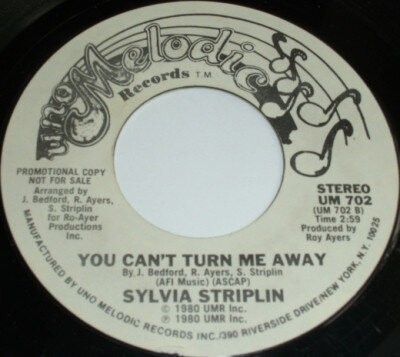 uno Melodic
Records T.M.
PROMOTIONAL COPY
NOT FOR SALE
Arranged by
J. Bedford, R. Ayers,
S. Striplin
for Ro-Ayer
Productions
Inc.
STEREO
UM 702
(UM 702 B)
Time 2:59
Produced by
Roy Ayers
YOU CAN'T TURN ME AWAY
By J. Bedford, R. Ayers, S. Striplin
(AFI Music) (ASCAP)
SYLVIA STRIPLIN
© 1980 UMR Inc.
℗ 1980 UMR Inc.
MANUFACTURED BY UNO MELODIC RECORDS INC./390 RIVERSIDE DRIVE/NEW YORK, N.Y. 10025